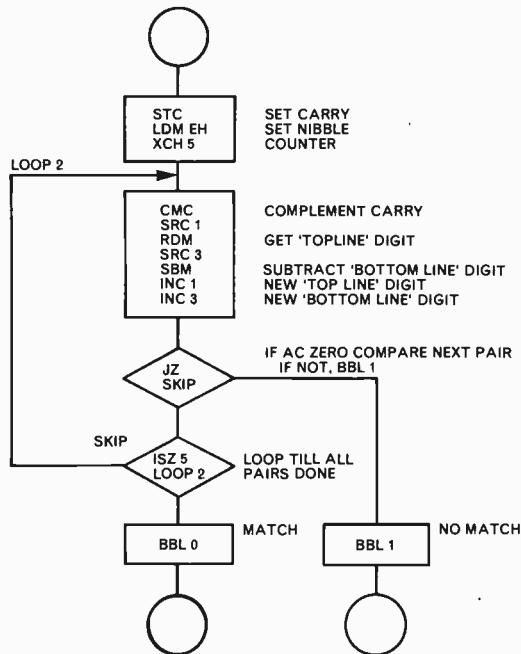 STC SET CARRY
LDM EH SET NIBBLE
XCH 5 COUNTER
LOOP 2
CMC COMPLEMENT CARRY
SRC 1
RDM GET 'TOPLINE' DIGIT
SRC 3
SBM SUBTRACT 'BOTTOM LINE' DIGIT
INC 1 NEW 'TOP LINE' DIGIT
INC 3 NEW 'BOTTOM LINE' DIGIT
IF AC ZERO COMPARE NEXT PAIR
IF NOT, BBL 1
JZ
SKIP
SKIP
ISZ 5
LOOP 2
LOOP TILL ALL
PAIRS DONE
BBL 0 MATCH
BBL 1 NO MATCH